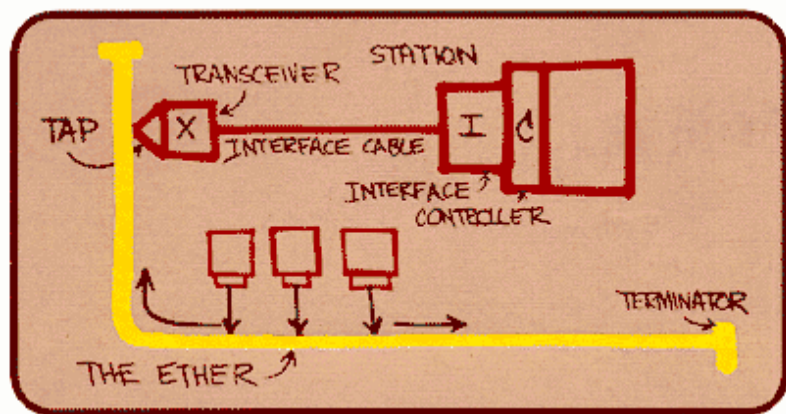 STATION
TRANSCEIVER
TAP
X
I
C
INTERFACE CABLE
INTERFACE
CONTROLLER
TERMINATOR
THE ETHER